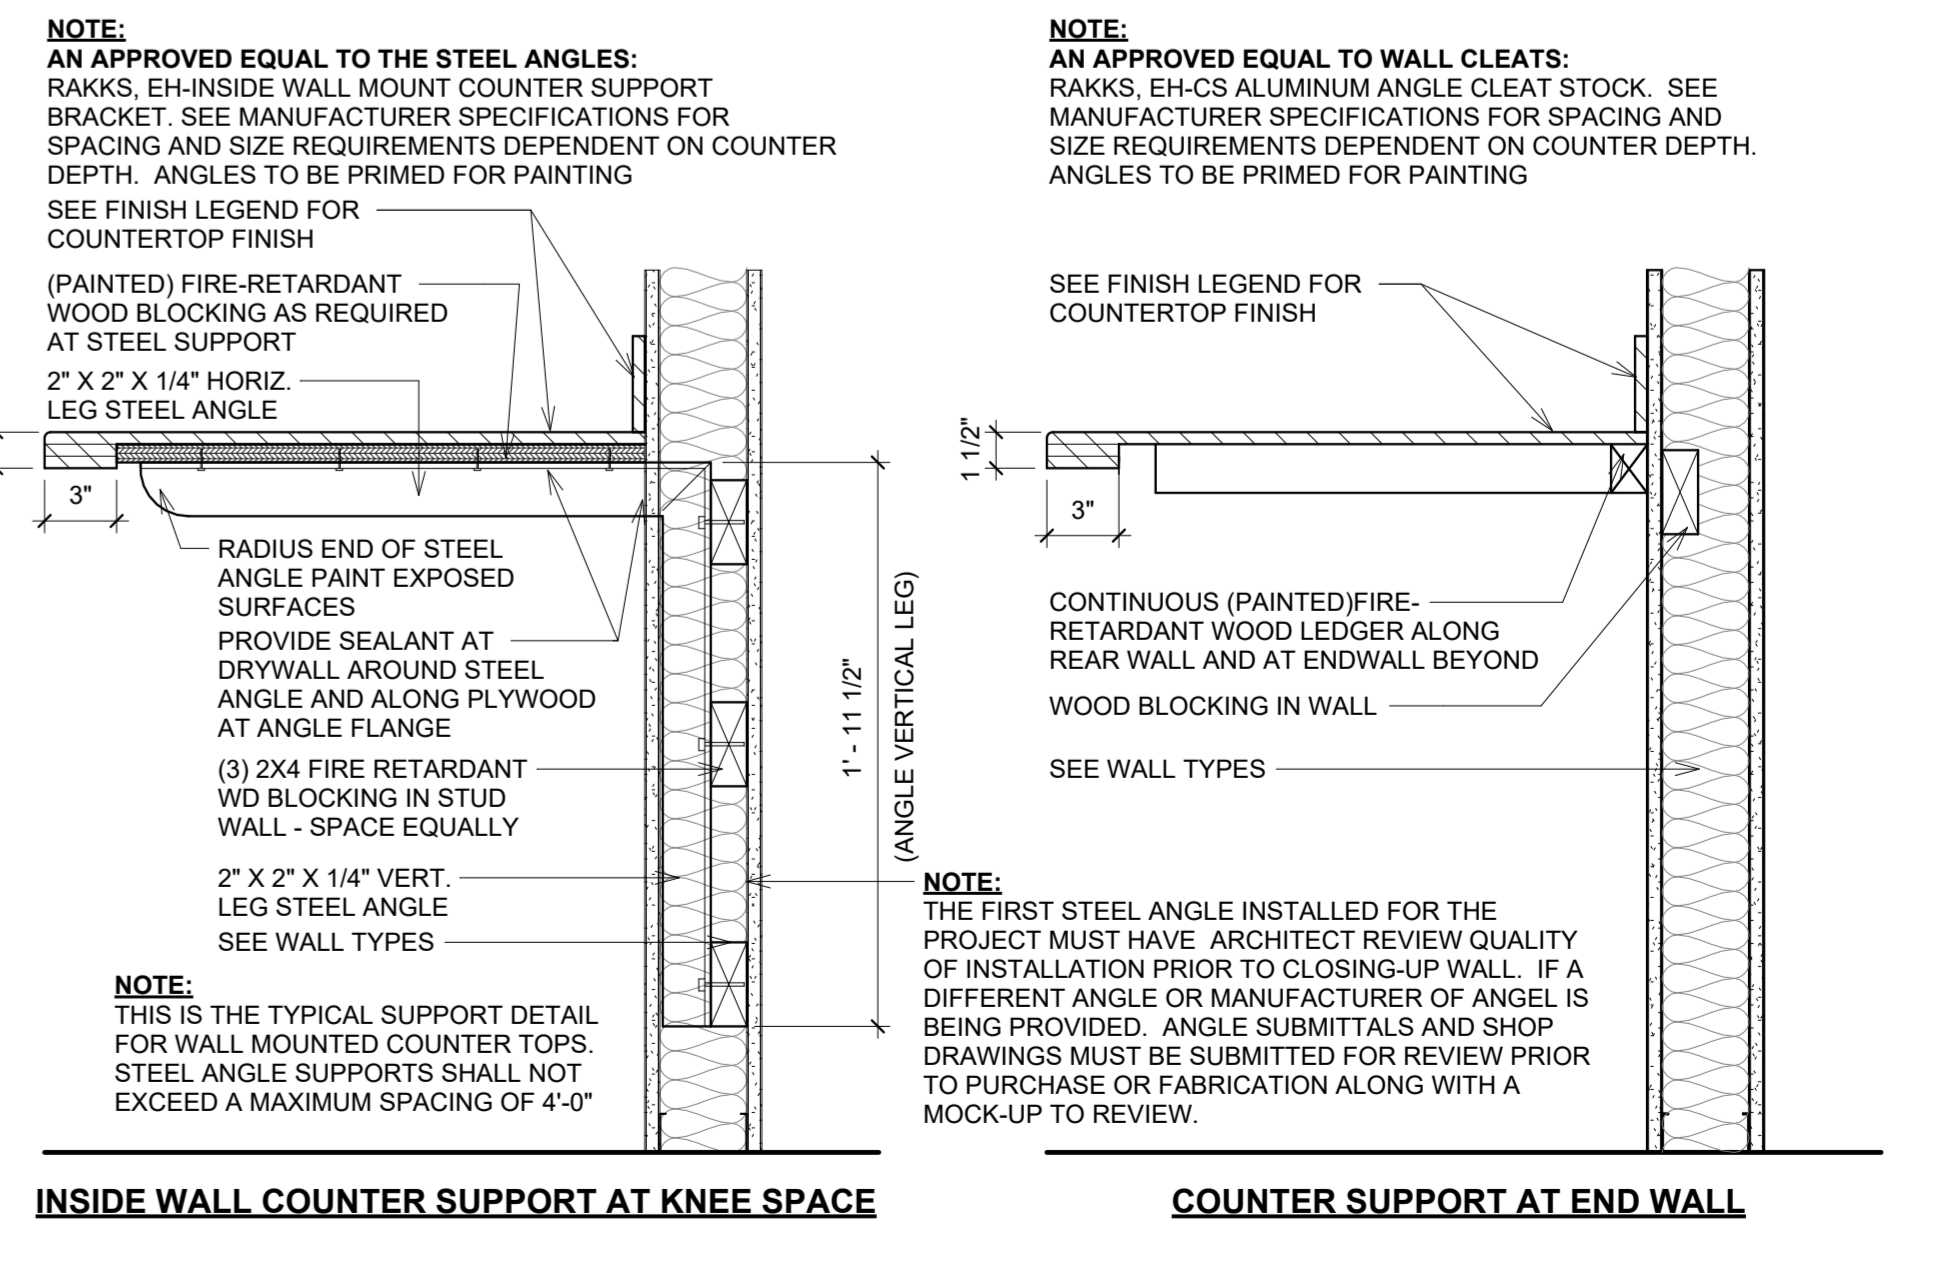 NOTE:
AN APPROVED EQUAL TO THE STEEL ANGLES:
RAKKS, EH-INSIDE WALL MOUNT COUNTER SUPPORT
BRACKET. SEE MANUFACTURER SPECIFICATIONS FOR
SPACING AND SIZE REQUIREMENTS DEPENDENT ON COUNTER
DEPTH.  ANGLES TO BE PRIMED FOR PAINTING
SEE FINISH LEGEND FOR
COUNTERTOP FINISH
(PAINTED) FIRE-RETARDANT
WOOD BLOCKING AS REQUIRED
AT STEEL SUPPORT
2" X 2" X 1/4" HORIZ.
LEG STEEL ANGLE
3"
RADIUS END OF STEEL
ANGLE PAINT EXPOSED
SURFACES
PROVIDE SEALANT AT
DRYWALL AROUND STEEL
ANGLE AND ALONG PLYWOOD
AT ANGLE FLANGE
(3) 2X4 FIRE RETARDANT
WD BLOCKING IN STUD
WALL - SPACE EQUALLY
2" X 2" X 1/4" VERT.
LEG STEEL ANGLE
SEE WALL TYPES
NOTE:
THIS IS THE TYPICAL SUPPORT DETAIL
FOR WALL MOUNTED COUNTER TOPS.
STEEL ANGLE SUPPORTS SHALL NOT
EXCEED A MAXIMUM SPACING OF 4'-0"
1' - 11 1/2"
(ANGLE VERTICAL LEG)
NOTE:
THE FIRST STEEL ANGLE INSTALLED FOR THE
PROJECT MUST HAVE  ARCHITECT REVIEW QUALITY
OF INSTALLATION PRIOR TO CLOSING-UP WALL.  IF A
DIFFERENT ANGLE OR MANUFACTURER OF ANGEL IS
BEING PROVIDED.  ANGLE SUBMITTALS AND SHOP
DRAWINGS MUST BE SUBMITTED FOR REVIEW PRIOR
TO PURCHASE OR FABRICATION ALONG WITH A
MOCK-UP TO REVIEW.
INSIDE WALL COUNTER SUPPORT AT KNEE SPACE
NOTE:
AN APPROVED EQUAL TO WALL CLEATS:
RAKKS, EH-CS ALUMINUM ANGLE CLEAT STOCK.  SEE
MANUFACTURER SPECIFICATIONS FOR SPACING AND
SIZE REQUIREMENTS DEPENDENT ON COUNTER DEPTH.
ANGLES TO BE PRIMED FOR PAINTING
SEE FINISH LEGEND FOR
COUNTERTOP FINISH
1 1/2"
3"
CONTINUOUS (PAINTED)FIRE-
RETARDANT WOOD LEDGER ALONG
REAR WALL AND AT ENDWALL BEYOND
WOOD BLOCKING IN WALL
SEE WALL TYPES
COUNTER SUPPORT AT END WALL